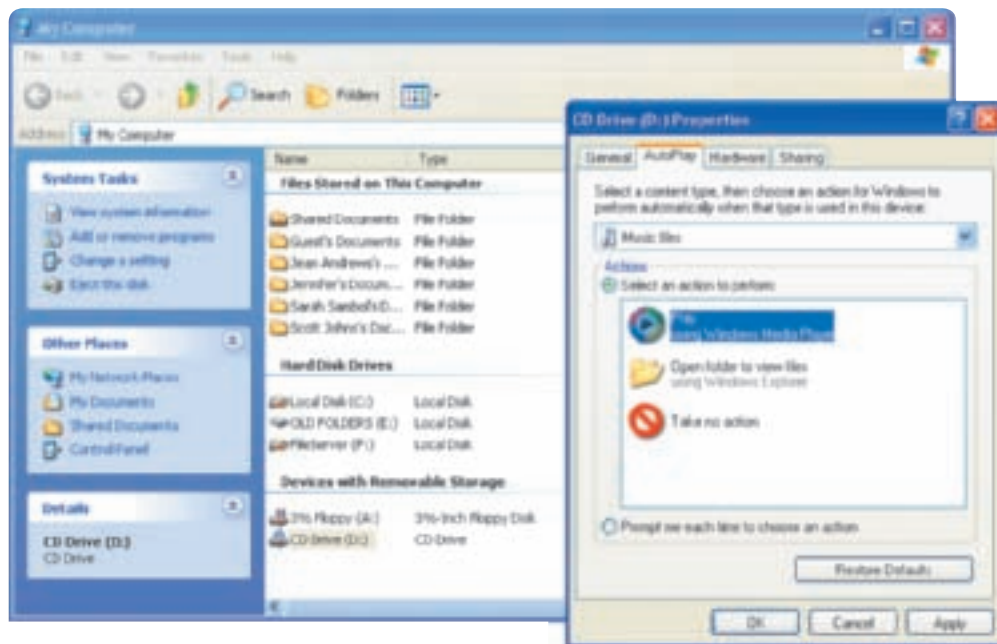 My Computer
File Edit View Favorites Tools Help
Back Search Folders
Address My Computer
System Tasks
View system information
Add or remove programs
Change a setting
Eject this disk
Other Places
My Network Places
My Documents
Shared Documents
Control Panel
Details
CD Drive (D:)
CD Drive
Name Type
Files Stored on This Computer
Shared Documents File Folder
Guest's Documents File Folder
Jean Andrews's ... File Folder
Jennifer's Docum... File Folder
Sarah Sambol's D... File Folder
Scott Johns's Doc... File Folder
Hard Disk Drives
Local Disk (C:) Local Disk
OLD FOLDERS (E:) Local Disk
FileServer (F:) Local Disk
Devices with Removable Storage
3½ Floppy (A:) 3½-Inch Floppy Disk
CD Drive (D:) CD Drive
CD Drive (D:) Properties
General AutoPlay Hardware Sharing
Select a content type, then choose an action for Windows to
perform automatically when that type is used in this device:
Music files
Actions
Select an action to perform:
Play
using Windows Media Player
Open folder to view files
using Windows Explorer
Take no action
Prompt me each time to choose an action
Restore Defaults
OK Cancel Apply